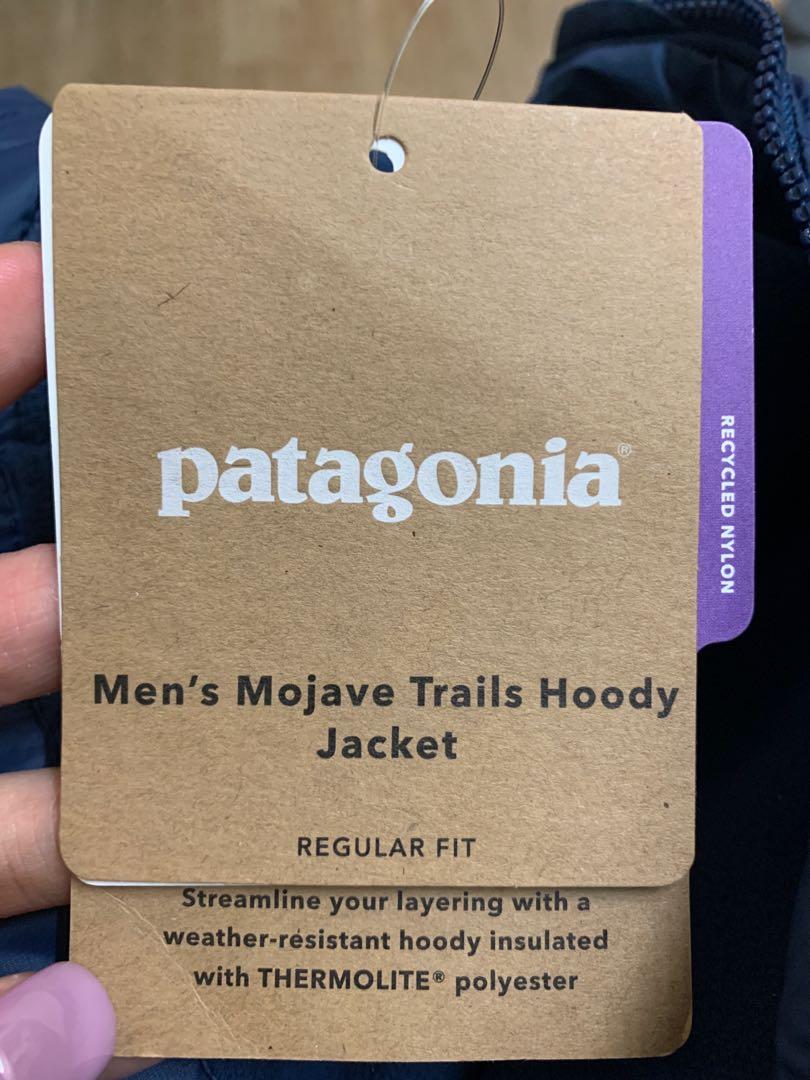 patagonia®
RECYCLED NYLON
Men's Mojave Trails Hoody
Jacket
REGULAR FIT
Streamline your layering with a
weather-resistant hoody insulated
with THERMOLITE® polyester